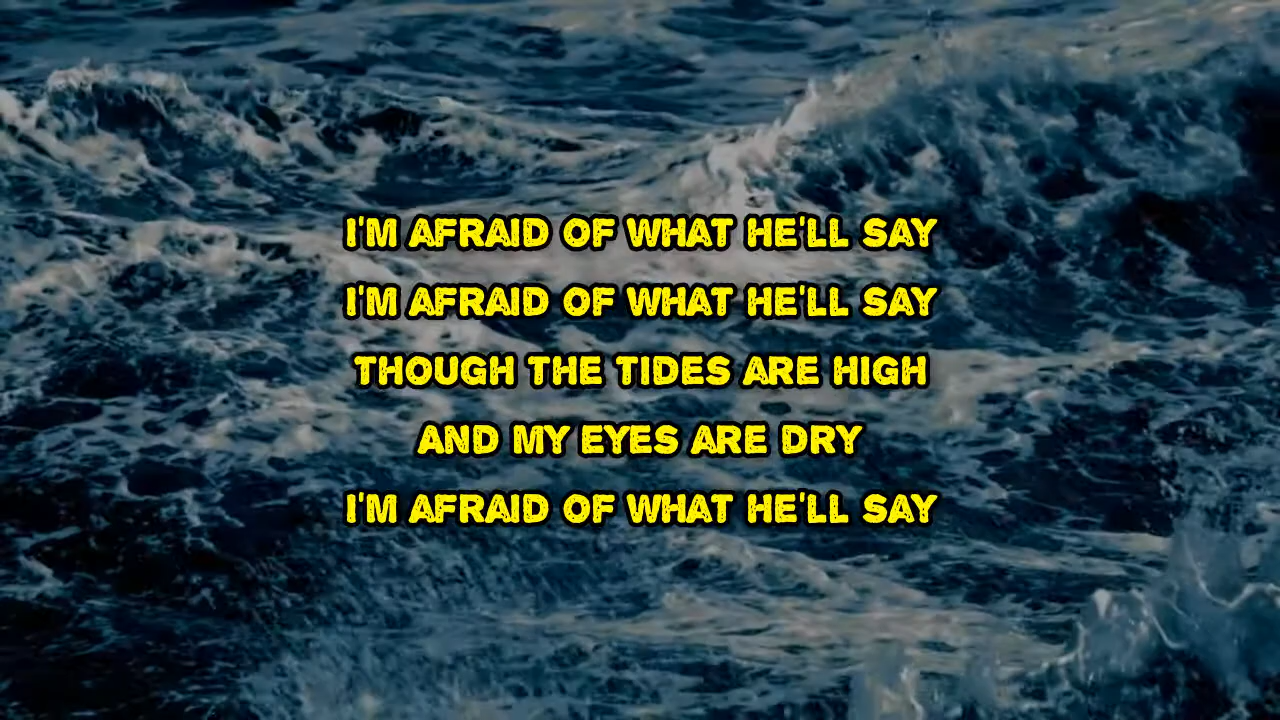 I'M AFRAID OF WHAT HE'LL SAY
I'M AFRAID OF WHAT HE'LL SAY
THOUGH THE TIDES ARE HIGH
AND MY EYES ARE DRY
I'M AFRAID OF WHAT HE'LL SAY